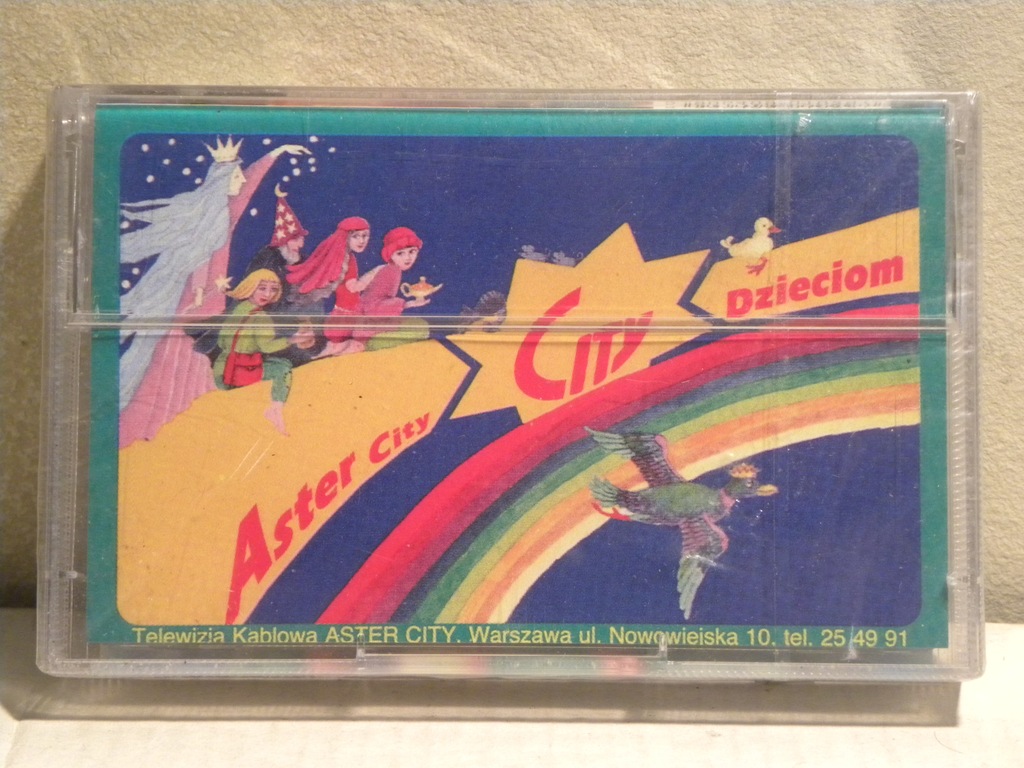 Aster City
City
Dzieciom
Telewizja Kablowa ASTER CITY. Warszawa ul. Nowowiejska 10. tel. 25 49 91